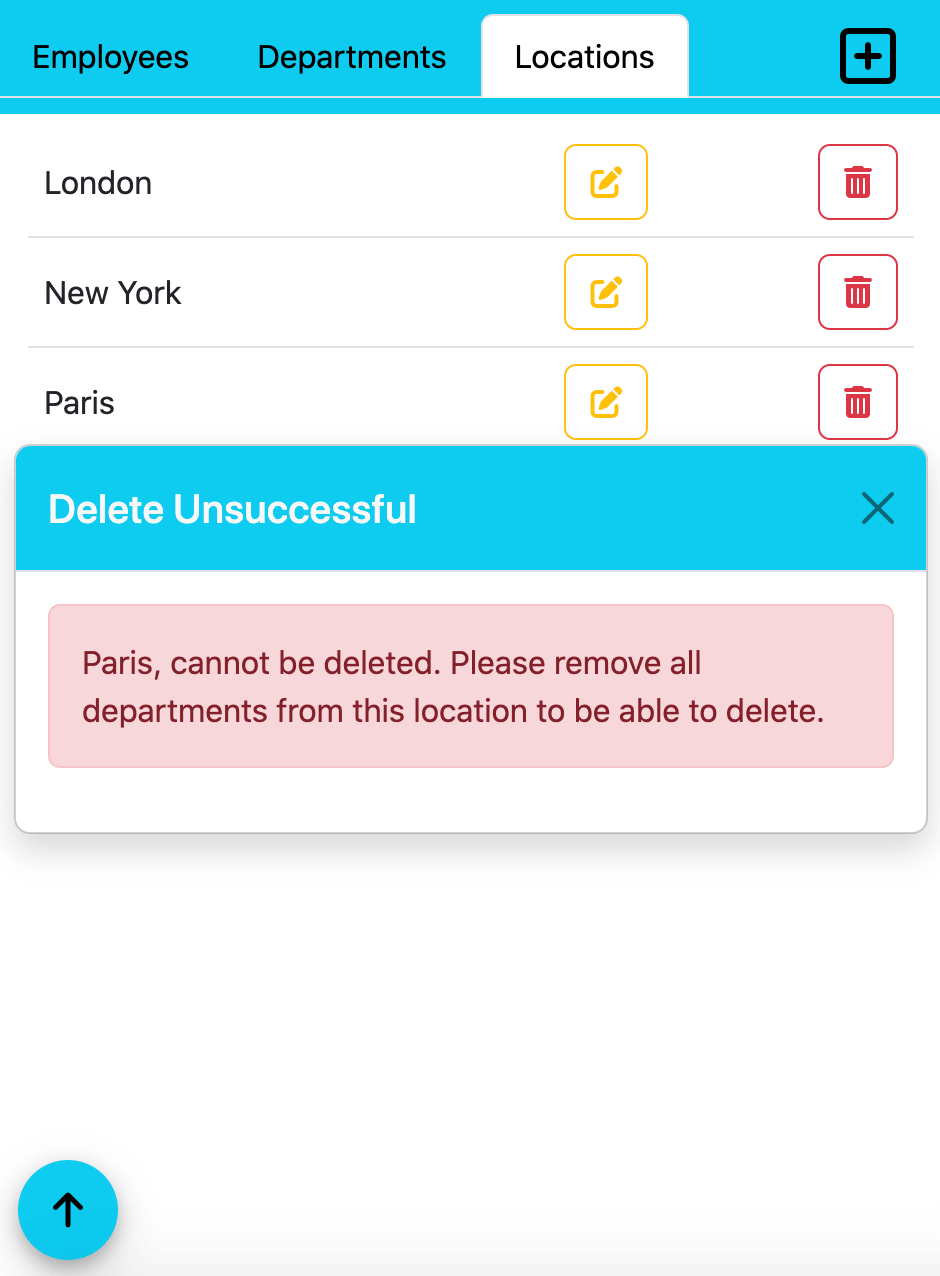 Employees Departments Locations
London
New York
Paris
Delete Unsuccessful
Paris, cannot be deleted. Please remove all
departments from this location to be able to delete.